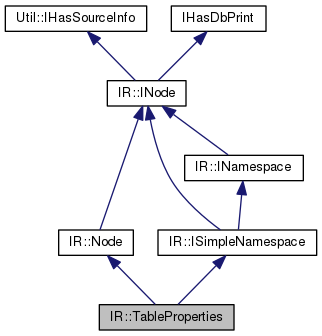 Util::IHasSourceInfo
IHasDbPrint
IR::INode
IR::INamespace
IR::Node
IR::ISimpleNamespace
IR::TableProperties